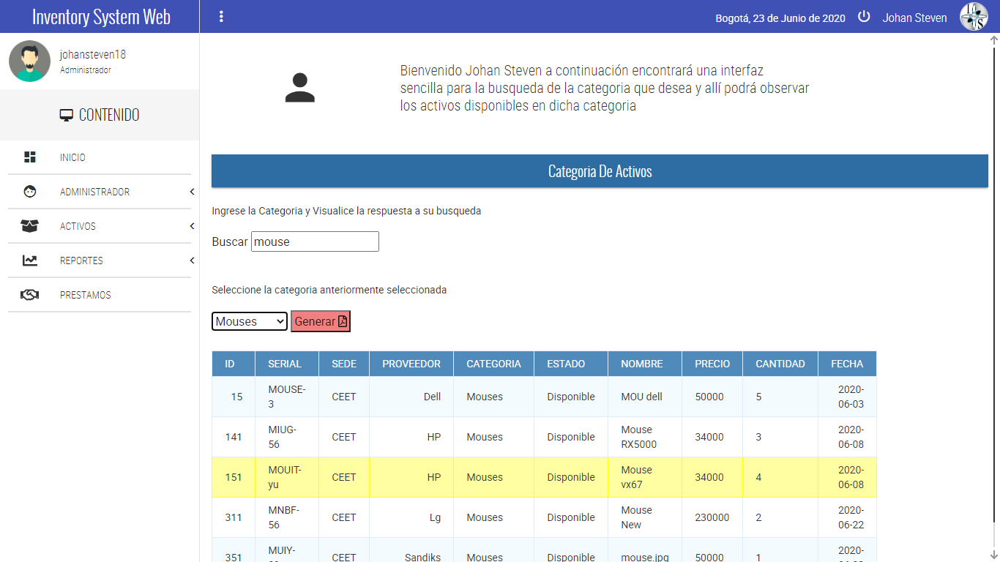 Inventory System Web
Bogotá, 23 de Junio de 2020 Johan Steven
johansteven18
Administrador
CONTENIDO
INICIO
ADMINISTRADOR
ACTIVOS
REPORTES
PRESTAMOS
Bienvenido Johan Steven a continuación encontrará una interfaz
sencilla para la busqueda de la categoria que desea y allí podrá observar
los activos disponibles en dicha categoria
Categoria De Activos
Ingrese la Categoria y Visualice la respuesta a su busqueda
Buscar mouse
Seleccione la categoria anteriormente seleccionada
Mouses Generar
ID SERIAL SEDE PROVEEDOR CATEGORIA ESTADO NOMBRE PRECIO CANTIDAD FECHA
15 MOUSE-3 CEET Dell Mouses Disponible MOU dell 50000 5 2020-06-03
141 MIUG-56 CEET HP Mouses Disponible Mouse RX5000 34000 3 2020-06-08
151 MOUIT-yu CEET HP Mouses Disponible Mouse vx67 34000 4 2020-06-08
311 MNBF-56 CEET Lg Mouses Disponible Mouse New 230000 2 2020-06-22
351 MUIY- CEET Sandiks Mouses Disponible mouse.jpg 50000 1 2020-